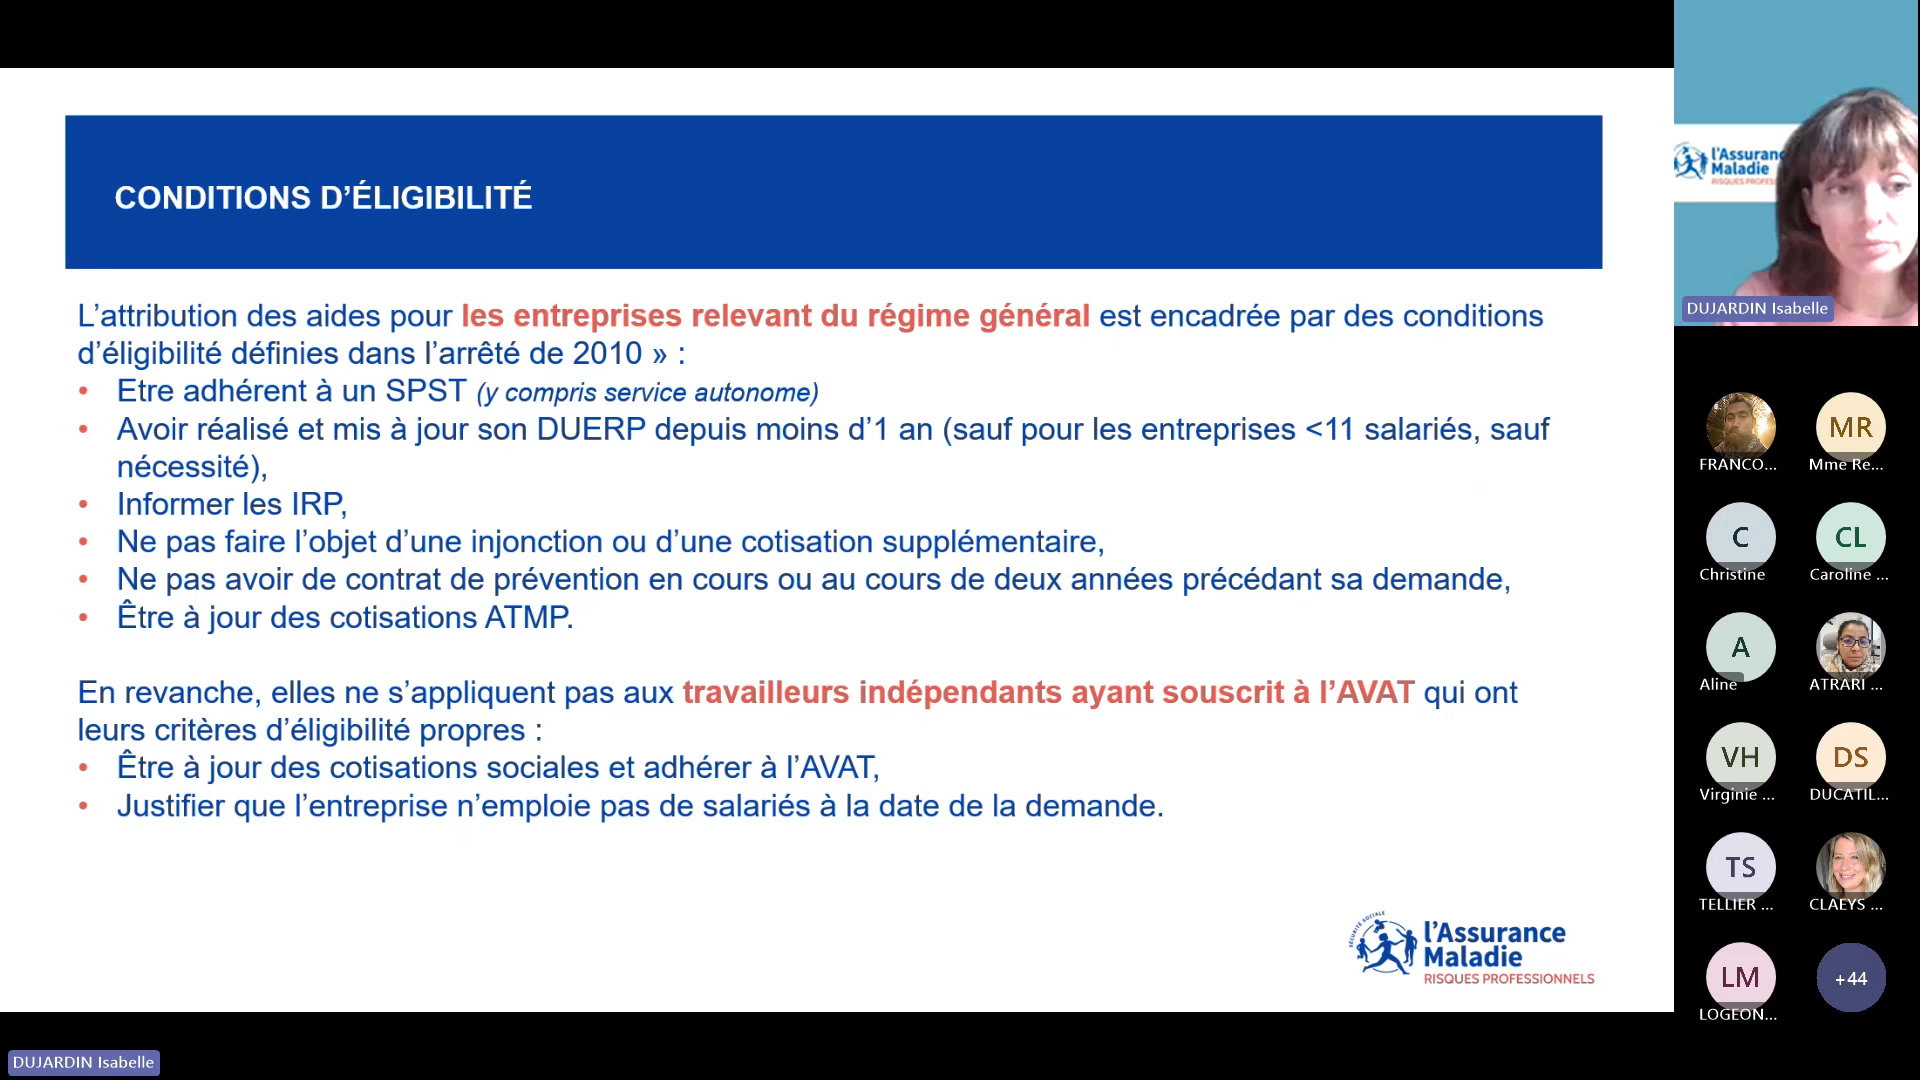 CONDITIONS D’ÉLIGIBILITÉ
L’attribution des aides pour les entreprises relevant du régime général est encadrée par des conditions
d’éligibilité définies dans l’arrêté de 2010 » :
• Etre adhérent à un SPST (y compris service autonome)
• Avoir réalisé et mis à jour son DUERP depuis moins d’1 an (sauf pour les entreprises <11 salariés, sauf
nécessité),
• Informer les IRP,
• Ne pas faire l’objet d’une injonction ou d’une cotisation supplémentaire,
• Ne pas avoir de contrat de prévention en cours ou au cours de deux années précédant sa demande,
• Être à jour des cotisations ATMP.
En revanche, elles ne s’appliquent pas aux travailleurs indépendants ayant souscrit à l’AVAT qui ont
leurs critères d’éligibilité propres :
• Être à jour des cotisations sociales et adhérer à l’AVAT,
• Justifier que l’entreprise n’emploie pas de salariés à la date de la demande.
SÉCURITÉ SOCIALE
l’Assurance
Maladie
RISQUES PROFESSIONNELS
DUJARDIN Isabelle
l’Assuranc
Maladie
RISQUES PROFES
DUJARDIN Isabelle
FRANCO...
MR
Mme Re...
C
Christine
CL
Caroline ...
A
Aline
ATRARI ...
VH
Virginie ...
DS
DUCATIL...
TS
TELLIER ...
CLAEYS ...
LM
LOGEON...
+44